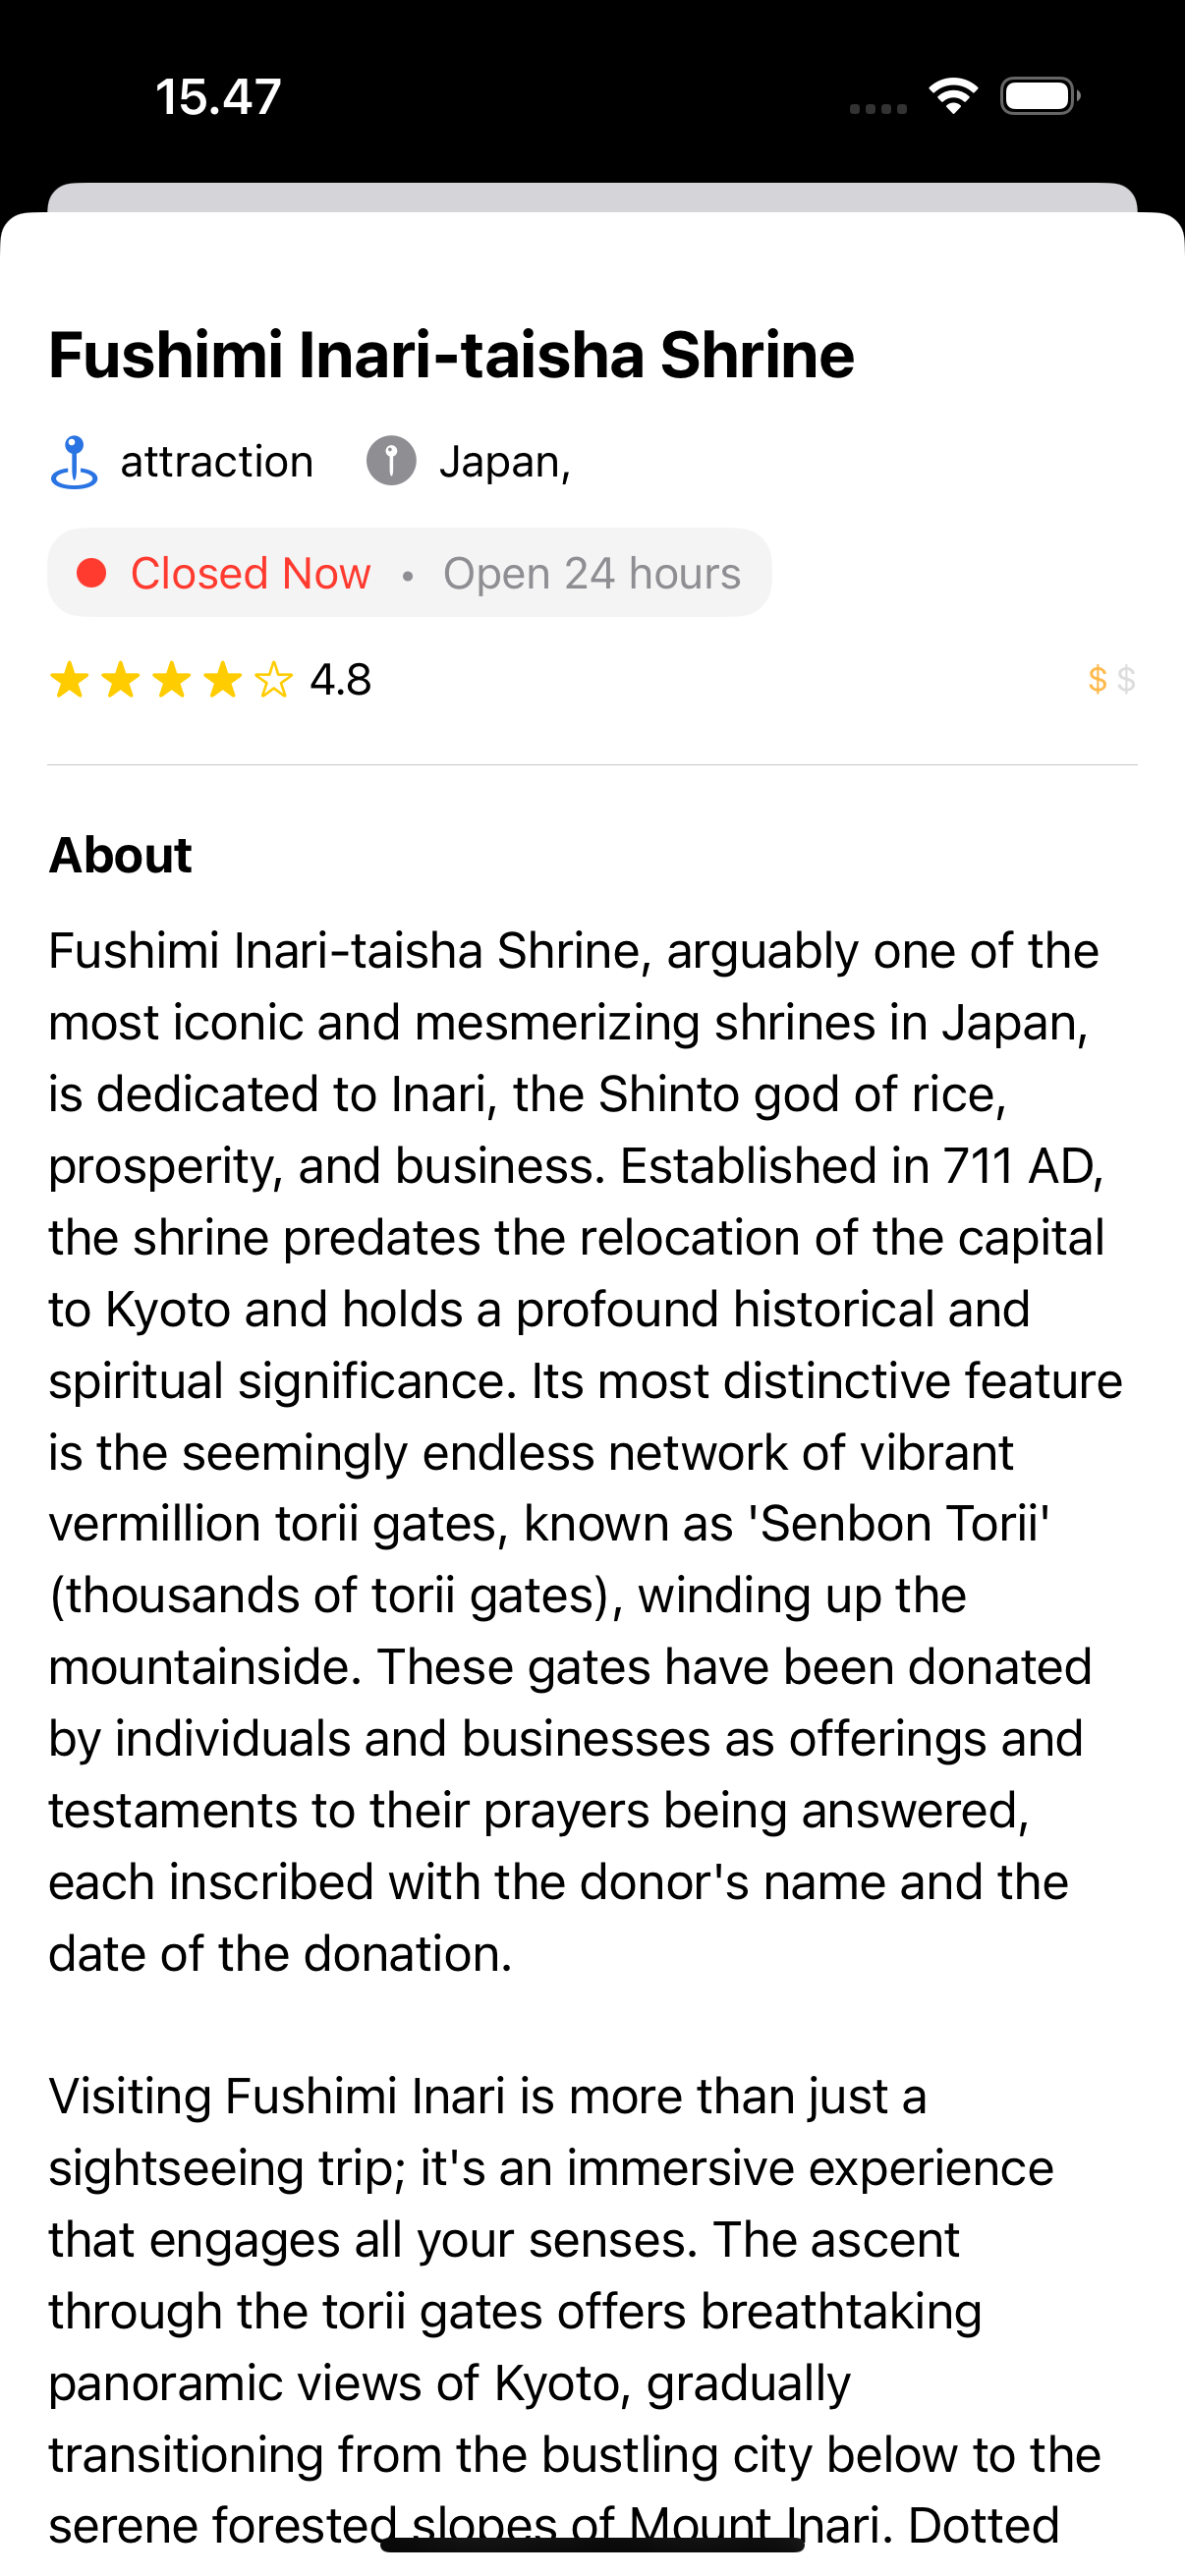 15.47
Fushimi Inari-taisha Shrine
attraction Japan,
Closed Now • Open 24 hours
4.8 $ $
About
Fushimi Inari-taisha Shrine, arguably one of the
most iconic and mesmerizing shrines in Japan,
is dedicated to Inari, the Shinto god of rice,
prosperity, and business. Established in 711 AD,
the shrine predates the relocation of the capital
to Kyoto and holds a profound historical and
spiritual significance. Its most distinctive feature
is the seemingly endless network of vibrant
vermillion torii gates, known as 'Senbon Torii'
(thousands of torii gates), winding up the
mountainside. These gates have been donated
by individuals and businesses as offerings and
testaments to their prayers being answered,
each inscribed with the donor's name and the
date of the donation.
Visiting Fushimi Inari is more than just a
sightseeing trip; it's an immersive experience
that engages all your senses. The ascent
through the torii gates offers breathtaking
panoramic views of Kyoto, gradually
transitioning from the bustling city below to the
serene forested slopes of Mount Inari. Dotted